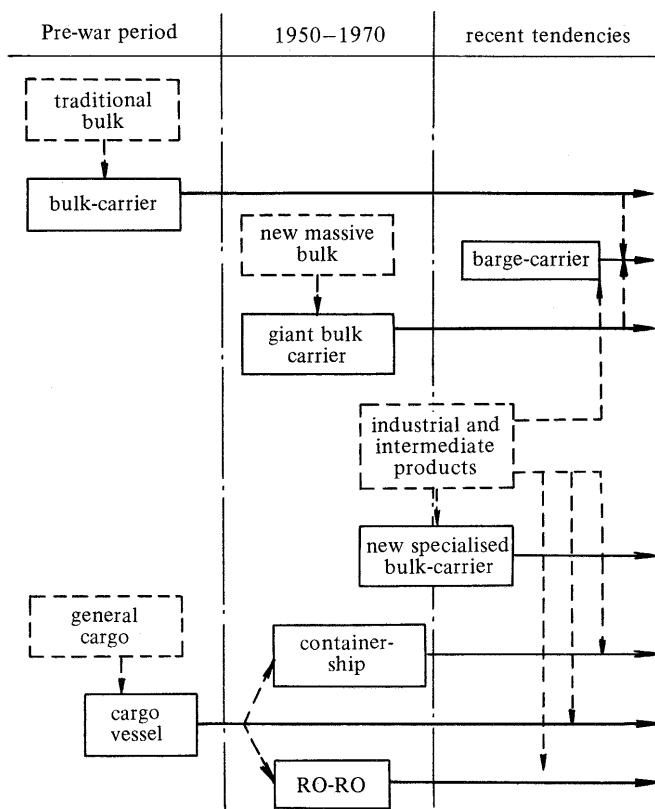 Pre-war period
1950–1970
recent tendencies
traditional
bulk
bulk-carrier
new massive
bulk
barge-carrier
giant bulk
carrier
industrial and
intermediate
products
new specialised
bulk-carrier
general
cargo
container-
ship
cargo
vessel
RO-RO